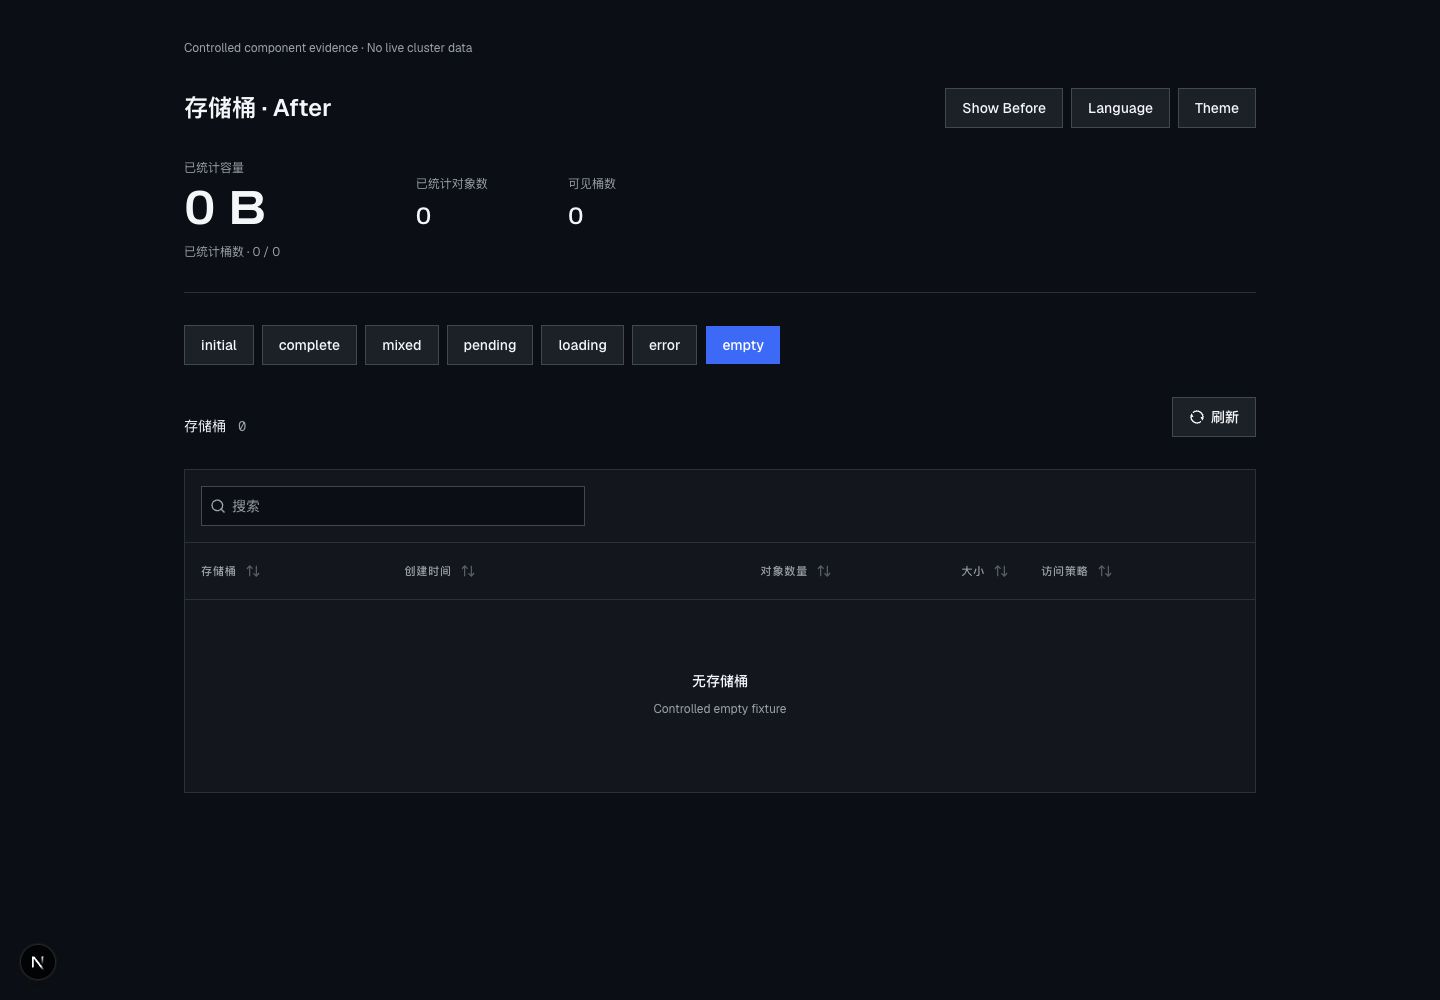 Controlled component evidence · No live cluster data
存储桶 · After
Show Before Language Theme
已统计容量
0 B
已统计桶数 · 0 / 0
已统计对象数
0
可见桶数
0
initial complete mixed pending loading error empty
存储桶 0
刷新
搜索
存储桶 创建时间 对象数量 大小 访问策略
无存储桶
Controlled empty fixture
N